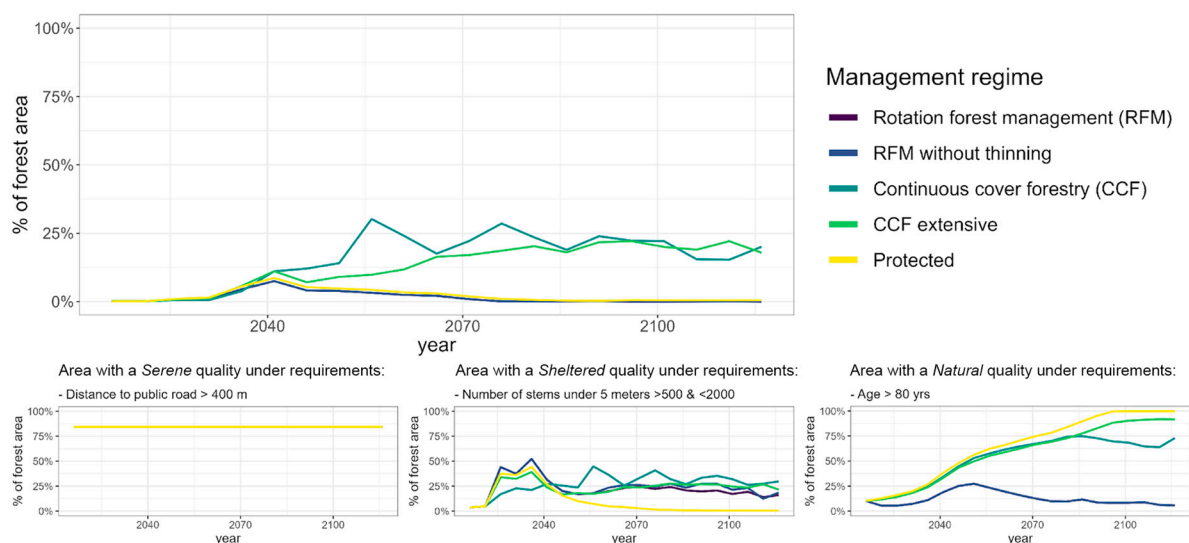 100%
75%
50%
25%
0%
% of forest area
2040
2070
2100
year
Management regime
Rotation forest management (RFM)
RFM without thinning
Continuous cover forestry (CCF)
CCF extensive
Protected
Area with a Serene quality under requirements:
- Distance to public road > 400 m
100%
75%
50%
25%
0%
% of forest area
2040
2070
2100
year
Area with a Sheltered quality under requirements:
- Number of stems under 5 meters >500 & <2000
100%
75%
50%
25%
0%
% of forest area
2040
2070
2100
year
Area with a Natural quality under requirements:
- Age > 80 yrs
100%
75%
50%
25%
0%
% of forest area
2040
2070
2100
year